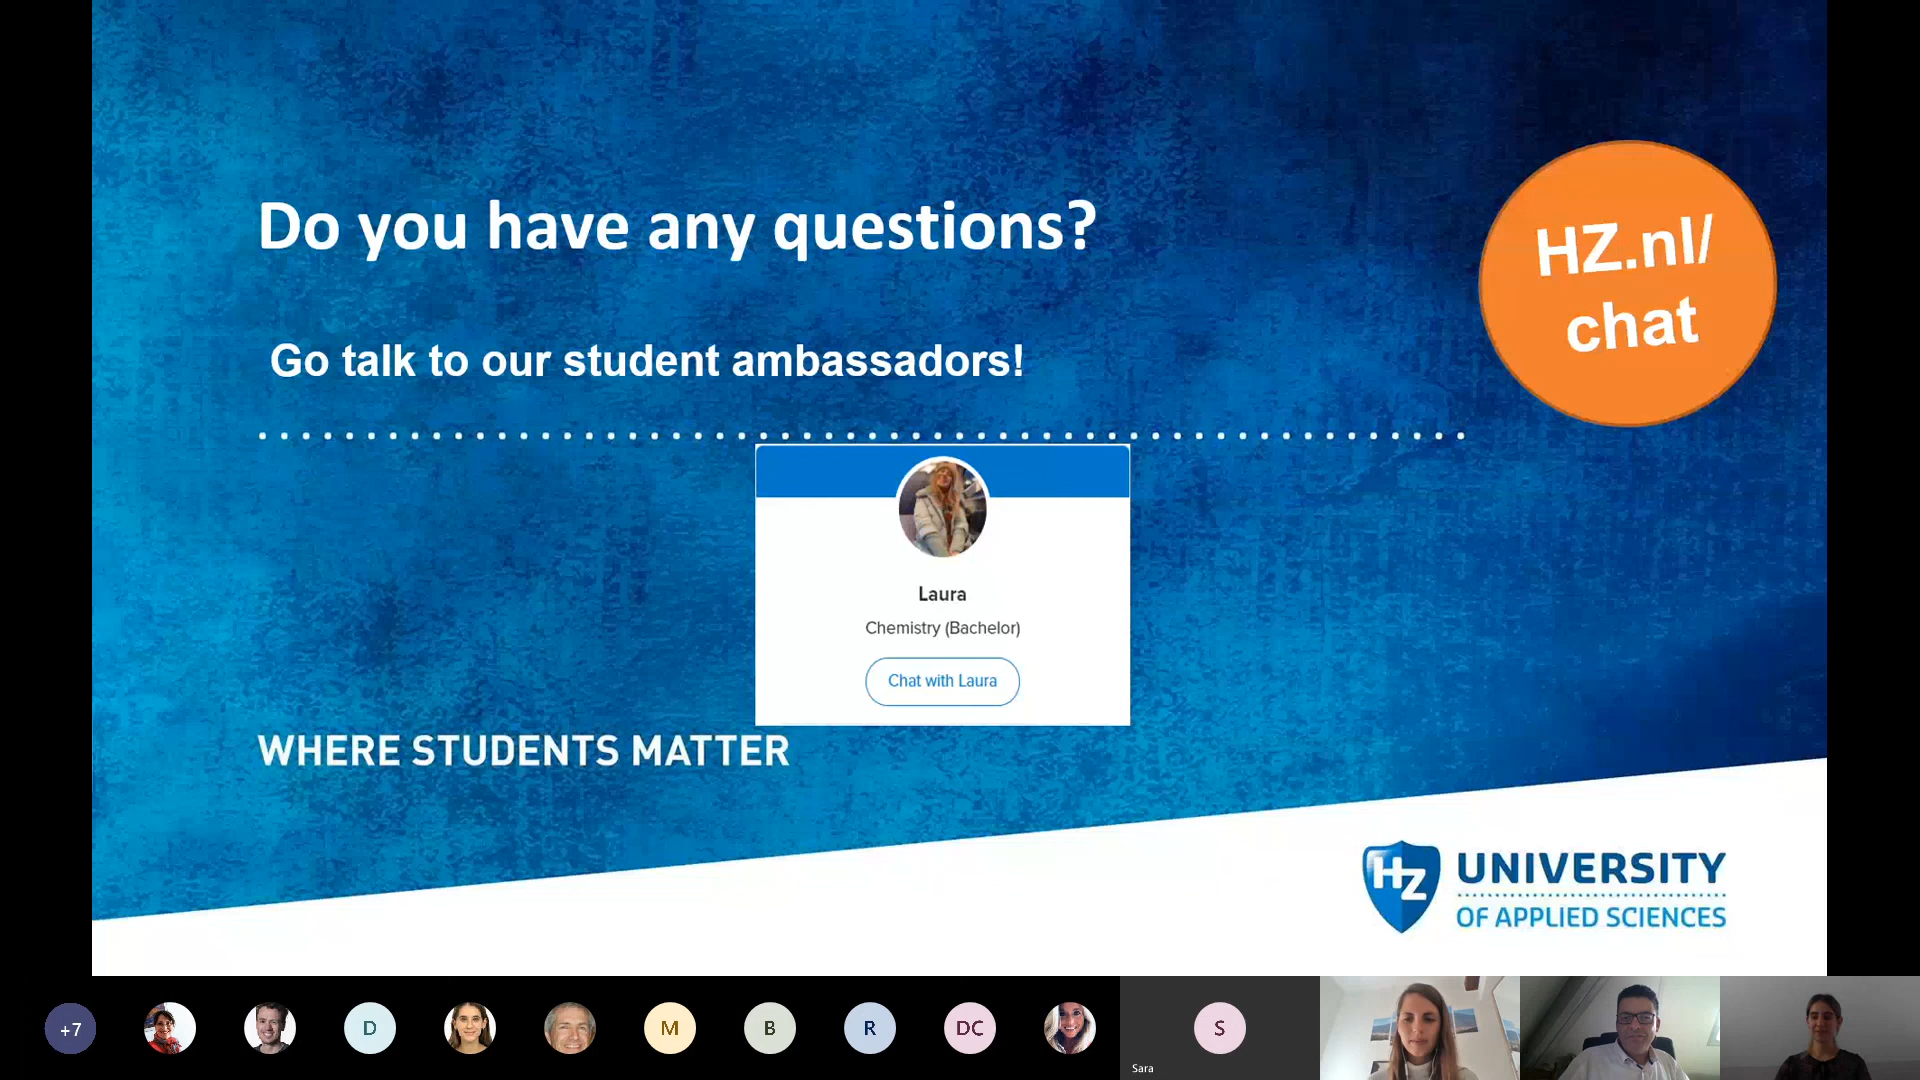 Do you have any questions?
HZ.nl/
chat
Go talk to our student ambassadors!
Laura
Chemistry (Bachelor)
Chat with Laura
WHERE STUDENTS MATTER
HZ UNIVERSITY
OF APPLIED SCIENCES
+7
D
M
B
R
DC
S
Sara